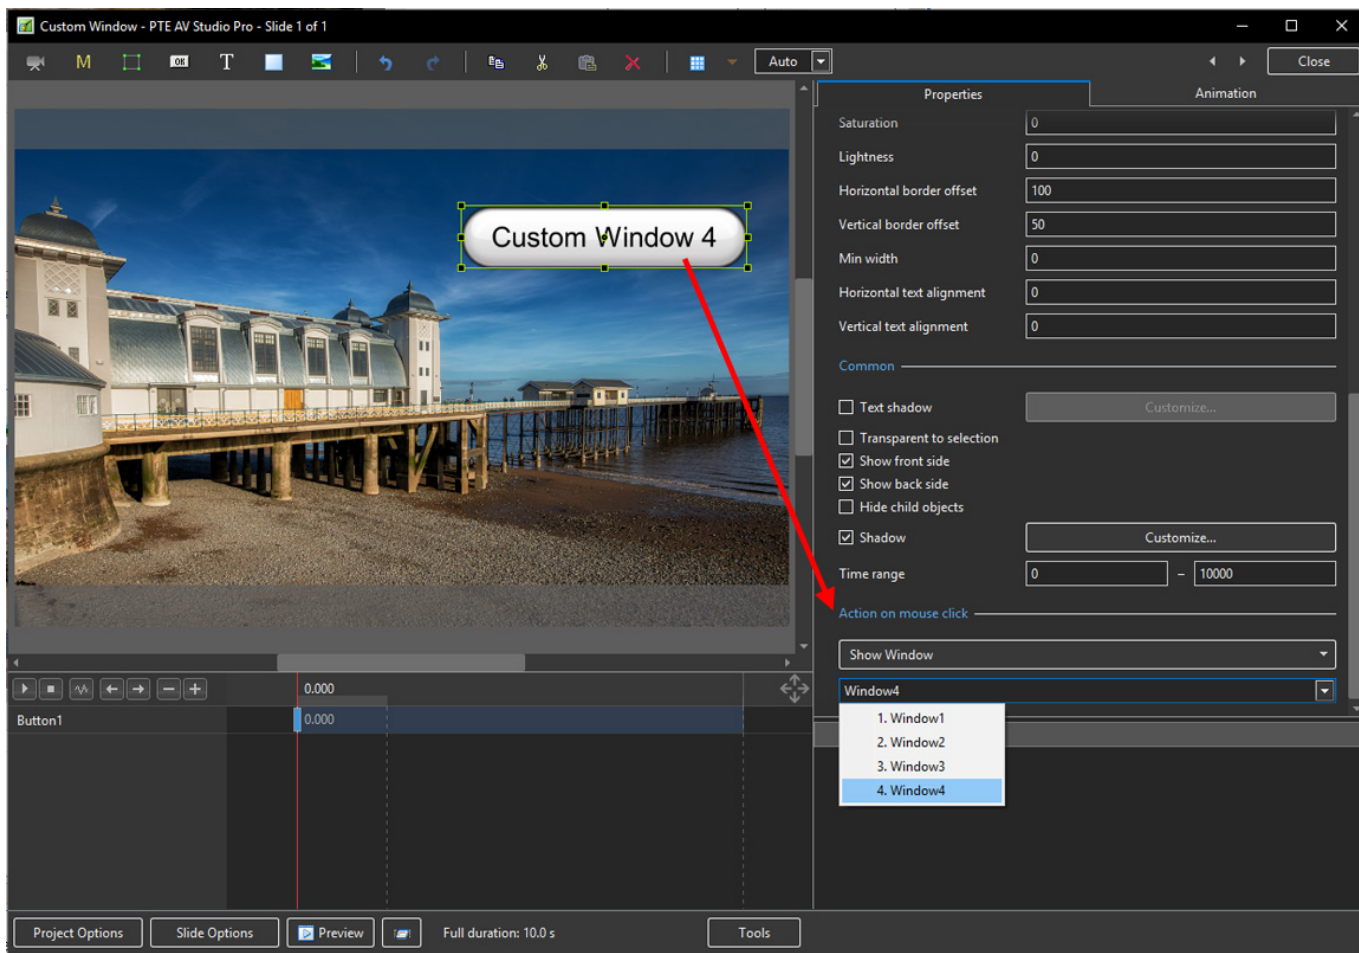 Custom Window - PTE AV Studio Pro - Slide 1 of 1
M OK T Auto Close
Properties Animation
Saturation 0
Lightness 0
Horizontal border offset 100
Vertical border offset 50
Custom Window 4
Min width 0
Horizontal text alignment 0
Vertical text alignment 0
Common
Text shadow Customize...
Transparent to selection
Show front side
Show back side
Hide child objects
Shadow Customize...
Time range 0 – 10000
Action on mouse click
Show Window
0.000
Window4
Button1 0.000
1. Window1
2. Window2
3. Window3
4. Window4
Project Options Slide Options Preview Full duration: 10.0 s Tools